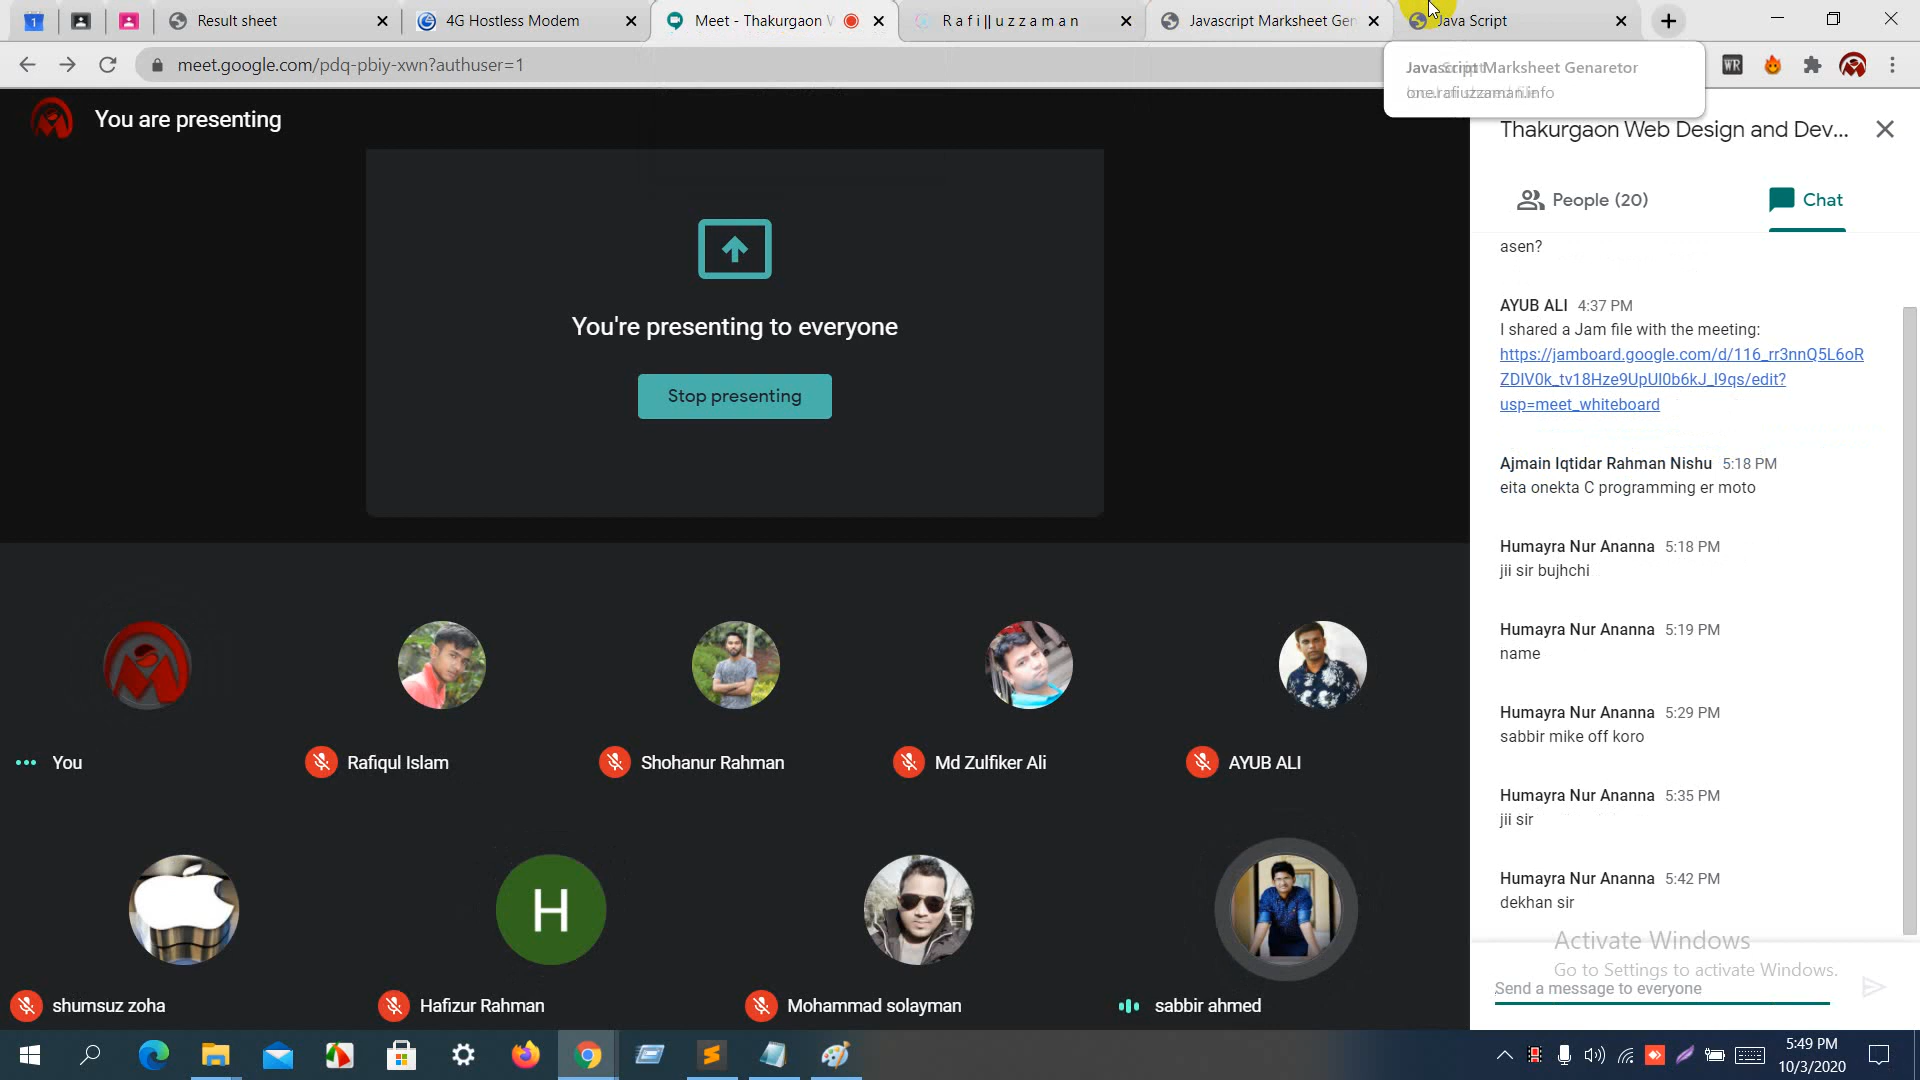 Result sheet
4G Hostless Modem
Meet - Thakurgaon W
R a f i || u z z a m a n
Javascript Marksheet Gen
Java Script
meet.google.com/pdq-pbiy-xwn?authuser=1
Marksheet Genaretor
WR
You are presenting
You're presenting to everyone
Stop presenting
Thakurgaon Web Design and Dev...
People (20)
Chat
asen?
AYUB ALI 4:37 PM
I shared a Jam file with the meeting:
https://jamboard.google.com/d/116_rr3nnQ5L6oR
ZDIV0k_tv18Hze9UpUI0b6kJ_I9qs/edit?
usp=meet_whiteboard
Ajmain Iqtidar Rahman Nishu 5:18 PM
eita onekta C programming er moto
Humayra Nur Ananna 5:18 PM
jii sir bujhchi
Humayra Nur Ananna 5:19 PM
name
Humayra Nur Ananna 5:29 PM
sabbir mike off koro
Humayra Nur Ananna 5:35 PM
jii sir
Humayra Nur Ananna 5:42 PM
dekhan sir
Activate Windows
Go to Settings to activate Windows.
Send a message to everyone
You
Rafiqul Islam
Shohanur Rahman
Md Zulfiker Ali
AYUB ALI
H
shumsuz zoha
Hafizur Rahman
Mohammad solayman
sabbir ahmed
5:49 PM
10/3/2020